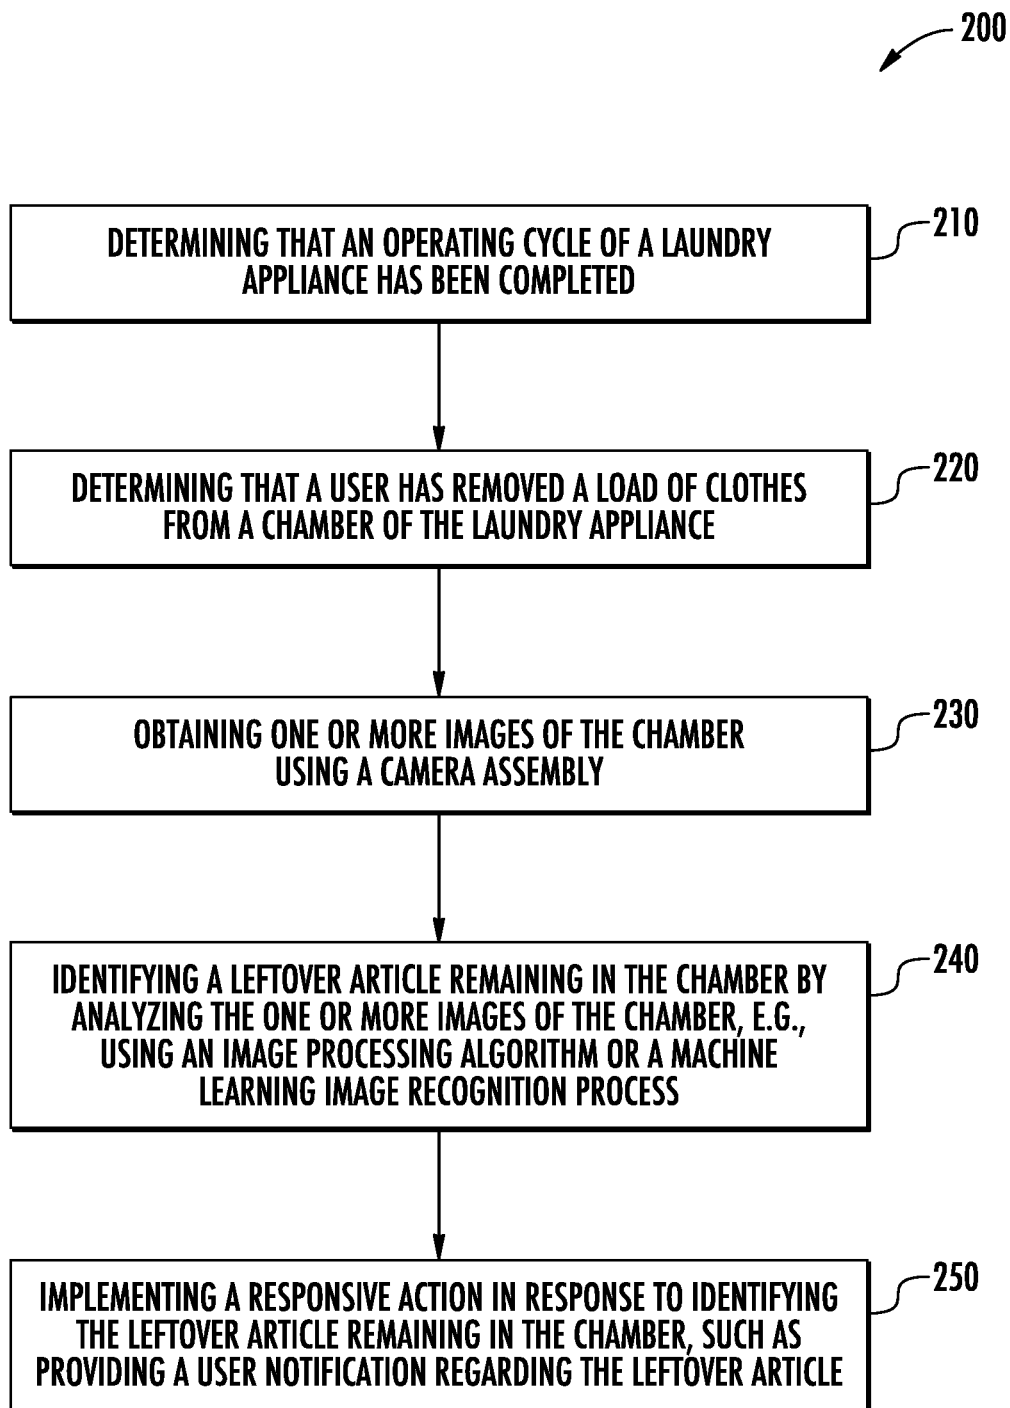 200
210
DETERMINING THAT AN OPERATING CYCLE OF A LAUNDRY
APPLIANCE HAS BEEN COMPLETED
220
DETERMINING THAT A USER HAS REMOVED A LOAD OF CLOTHES
FROM A CHAMBER OF THE LAUNDRY APPLIANCE
230
OBTAINING ONE OR MORE IMAGES OF THE CHAMBER
USING A CAMERA ASSEMBLY
240
IDENTIFYING A LEFTOVER ARTICLE REMAINING IN THE CHAMBER BY
ANALYZING THE ONE OR MORE IMAGES OF THE CHAMBER, E.G.,
USING AN IMAGE PROCESSING ALGORITHM OR A MACHINE
LEARNING IMAGE RECOGNITION PROCESS
250
IMPLEMENTING A RESPONSIVE ACTION IN RESPONSE TO IDENTIFYING
THE LEFTOVER ARTICLE REMAINING IN THE CHAMBER, SUCH AS
PROVIDING A USER NOTIFICATION REGARDING THE LEFTOVER ARTICLE